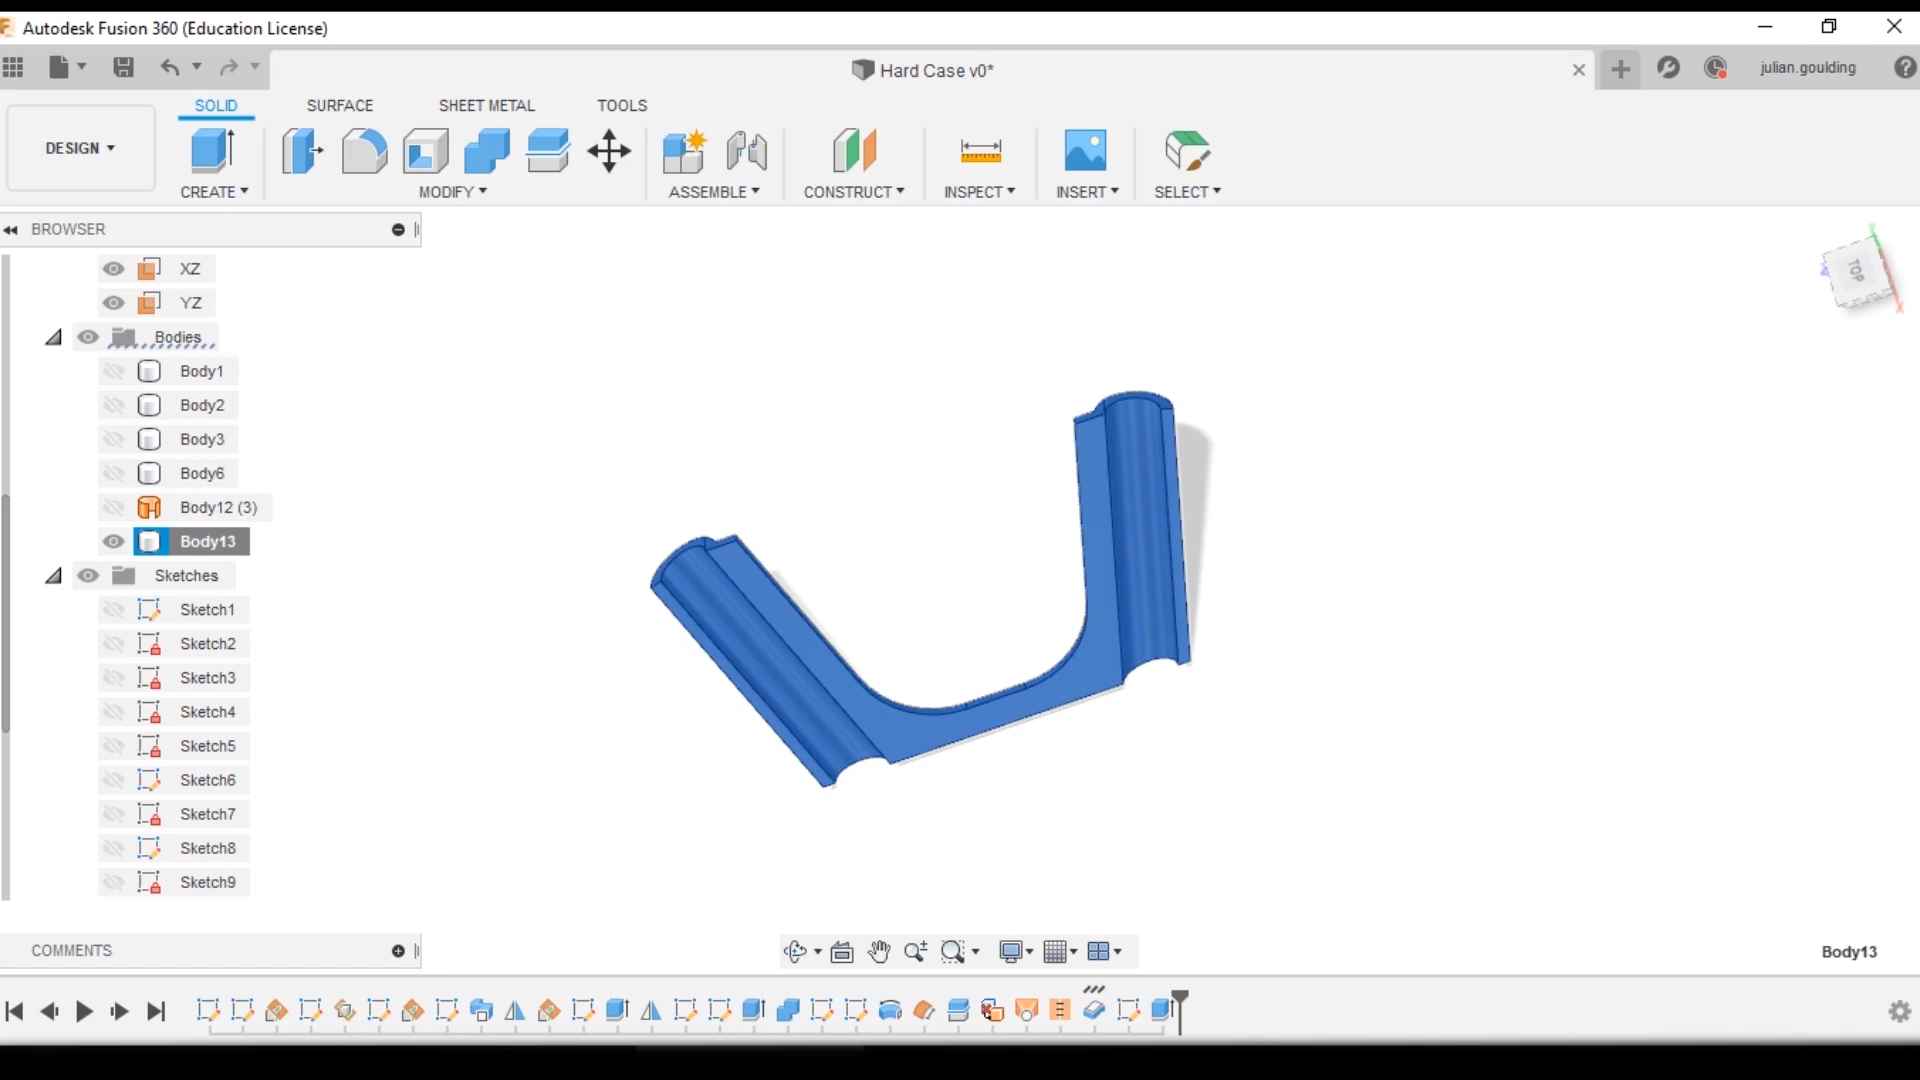 Autodesk Fusion 360 (Education License)
Hard Case v0*
julian.goulding
SOLID SURFACE SHEET METAL TOOLS
DESIGN
CREATE MODIFY ASSEMBLE CONSTRUCT INSPECT INSERT SELECT
BROWSER
XZ
YZ
Bodies
Body1
Body2
Body3
Body6
Body12 (3)
Body13
Sketches
Sketch1
Sketch2
Sketch3
Sketch4
Sketch5
Sketch6
Sketch7
Sketch8
Sketch9
TOP
COMMENTS
Body13